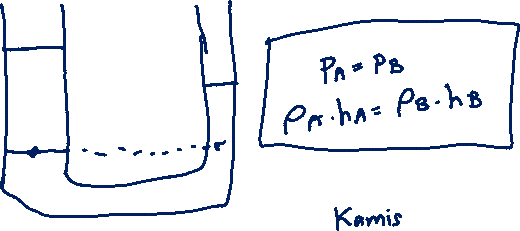 PA = PB
ρA.hA = ρB.hB
Kamis